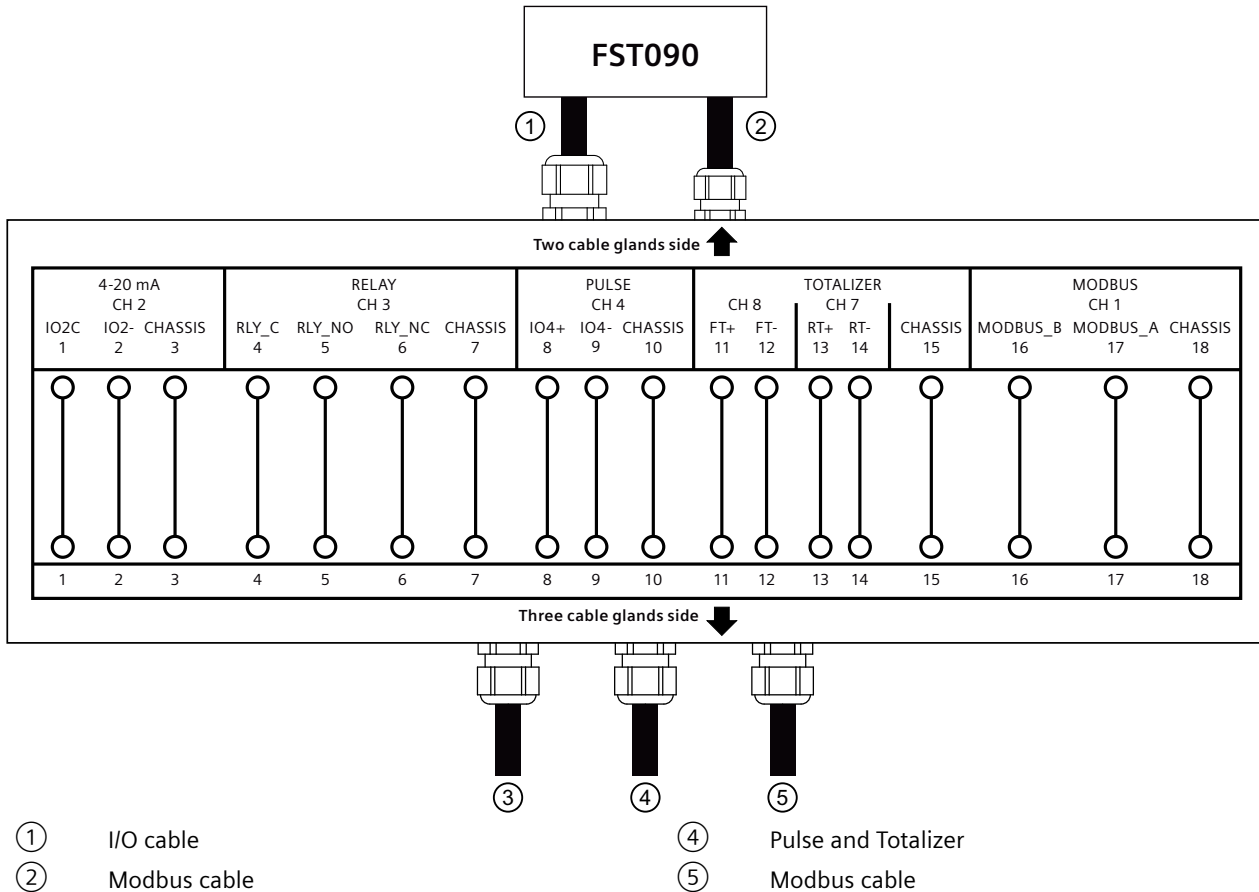 FST090
① ②
Two cable glands side
4-20 mA RELAY PULSE TOTALIZER MODBUS
CH 2 CH 3 CH 4 CH 8 CH 7 CH 1
IO2C IO2- CHASSIS RLY_C RLY_NO RLY_NC CHASSIS IO4+ IO4- CHASSIS FT+ FT- RT+ RT- CHASSIS MODBUS_B MODBUS_A CHASSIS
1 2 3 4 5 6 7 8 9 10 11 12 13 14 15 16 17 18
1 2 3 4 5 6 7 8 9 10 11 12 13 14 15 16 17 18
Three cable glands side
③ ④ ⑤
① I/O cable
② Modbus cable
④ Pulse and Totalizer
⑤ Modbus cable